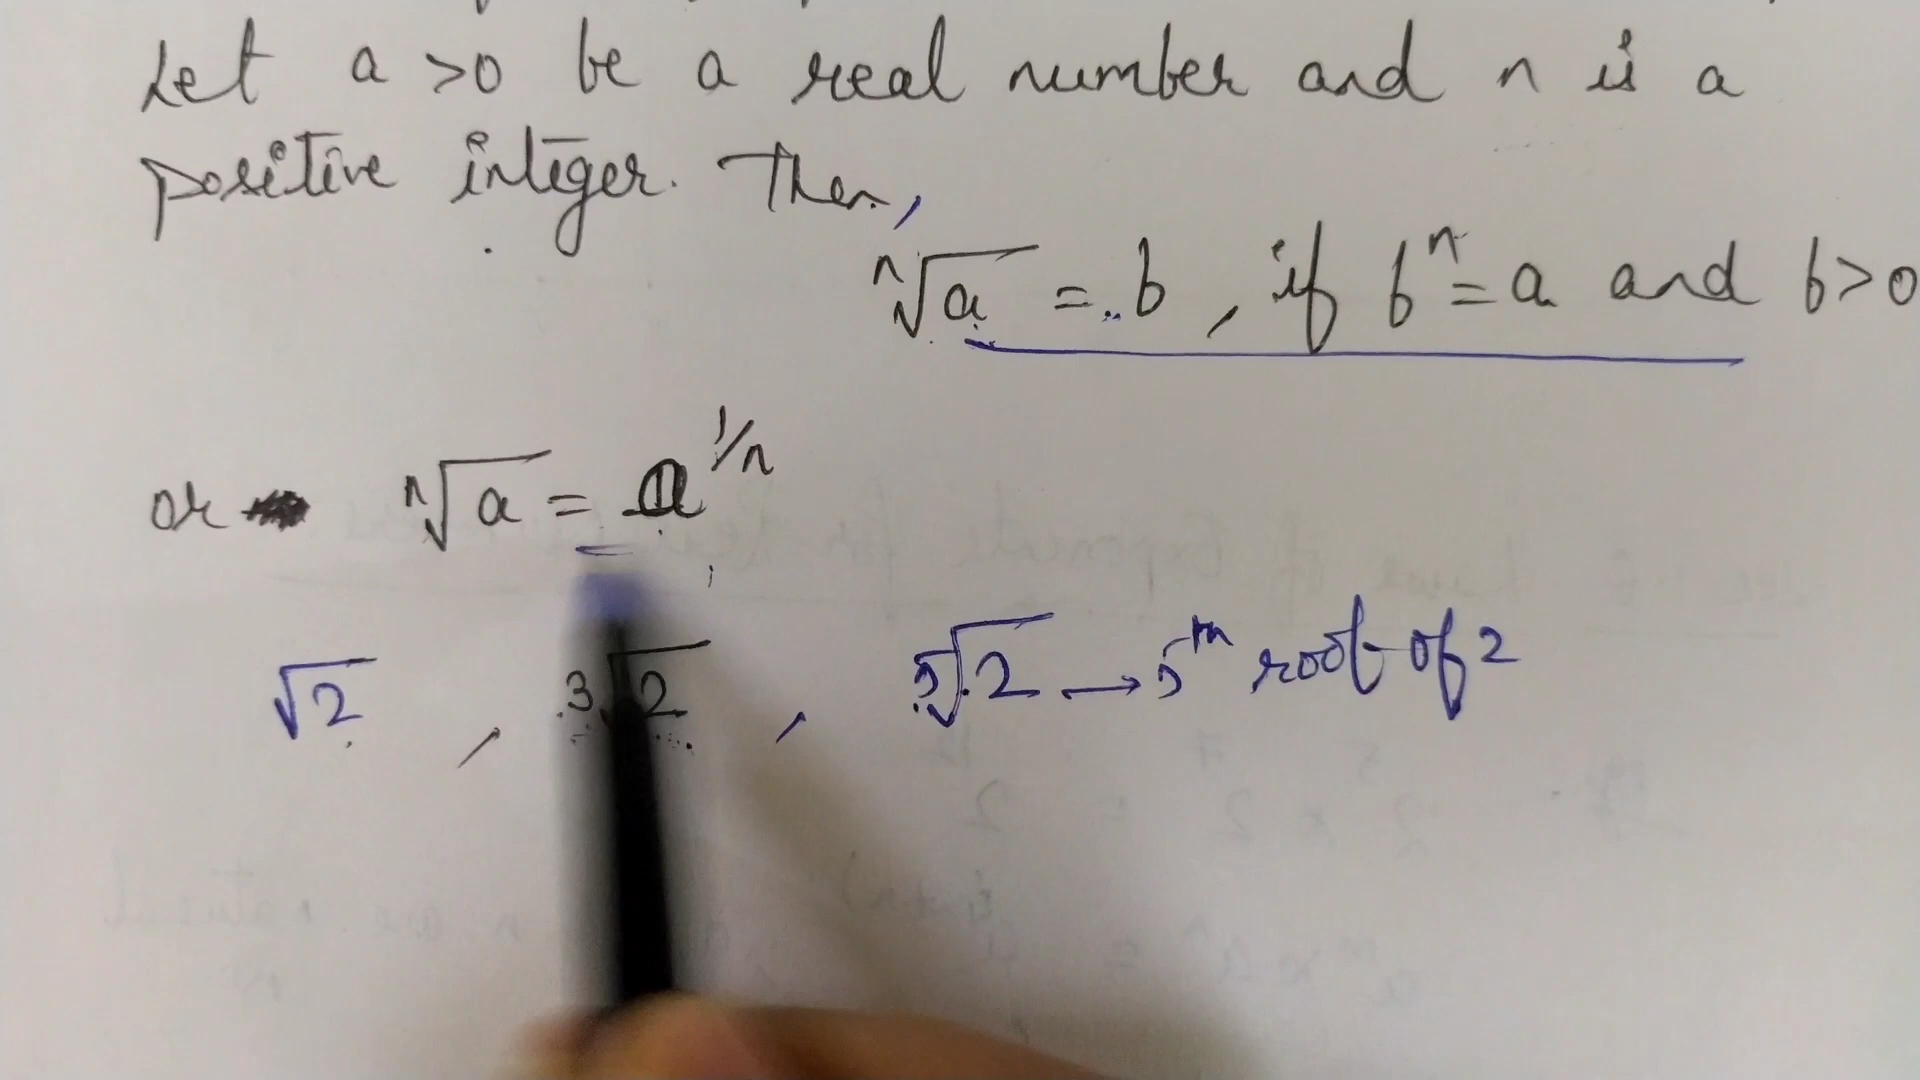 Let a >0 be a real number and n is a
positive integer. Then,
ⁿ√a = b , if bⁿ = a and b>0
or ⁿ√a = a^1/n
√2 , ³√2 , ⁵√2 → 5th root of 2